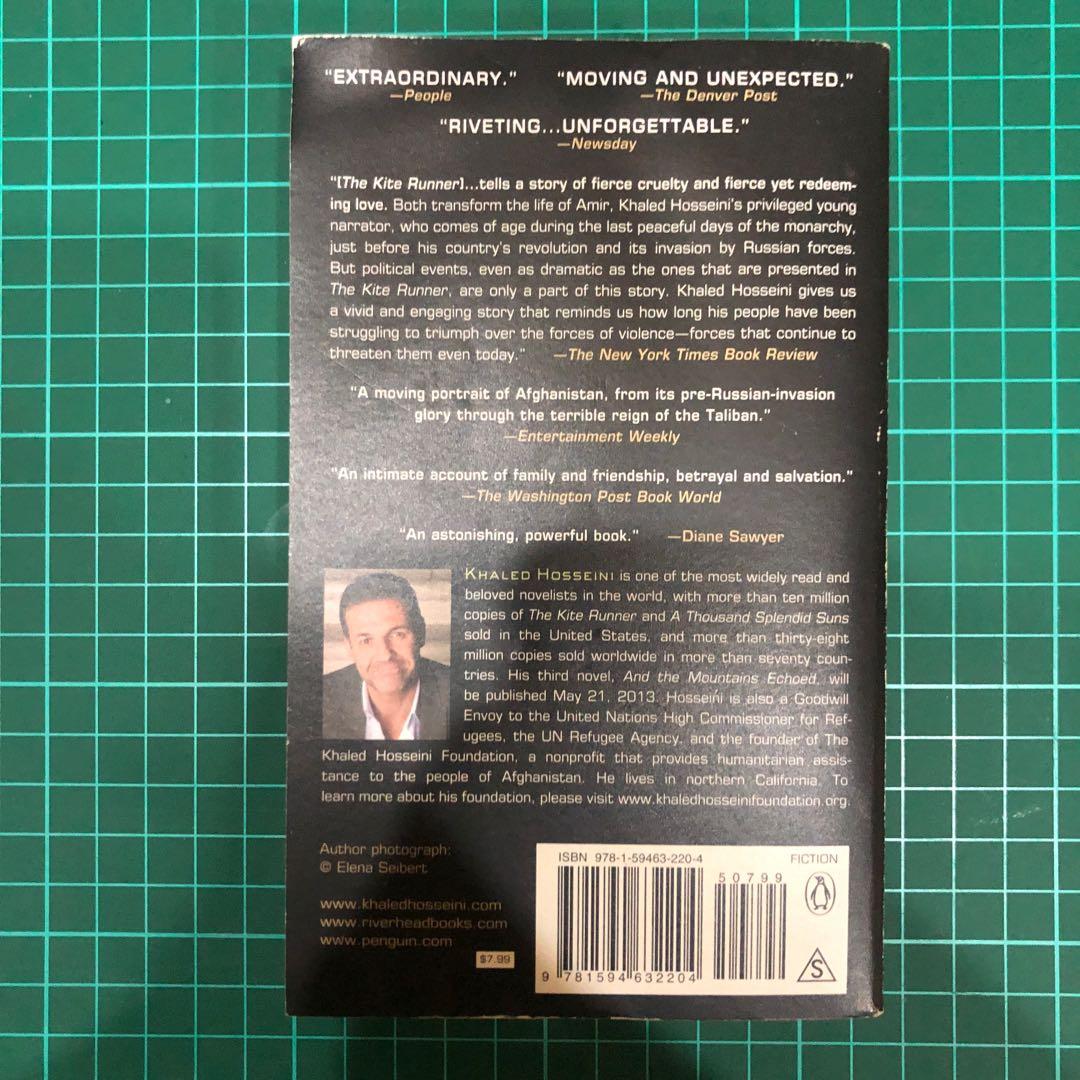 "EXTRAORDINARY." "MOVING AND UNEXPECTED."
—People —The Denver Post
"RIVETING...UNFORGETTABLE."
—Newsday
"[The Kite Runner]...tells a story of fierce cruelty and fierce yet redeem-
ing love. Both transform the life of Amir, Khaled Hosseini's privileged young
narrator, who comes of age during the last peaceful days of the monarchy,
just before his country's revolution and its invasion by Russian forces.
But political events, even as dramatic as the ones that are presented in
The Kite Runner, are only a part of this story. Khaled Hosseini gives us
a vivid and engaging story that reminds us how long his people have been
struggling to triumph over the forces of violence—forces that continue to
threaten them even today." —The New York Times Book Review
"A moving portrait of Afghanistan, from its pre-Russian-invasion
glory through the terrible reign of the Taliban."
—Entertainment Weekly
"An intimate account of family and friendship, betrayal and salvation."
—The Washington Post Book World
"An astonishing, powerful book." —Diane Sawyer
KHALED HOSSEINI is one of the most widely read and
beloved novelists in the world, with more than ten million
copies of The Kite Runner and A Thousand Splendid Suns
sold in the United States, and more than thirty-eight
million copies sold worldwide in more than seventy coun-
tries. His third novel, And the Mountains Echoed, will
be published May 21, 2013. Hosseini is also a Goodwill
Envoy to the United Nations High Commissioner for Ref-
ugees, the UN Refugee Agency, and the founder of The
Khaled Hosseini Foundation, a nonprofit that provides humanitarian assis-
tance to the people of Afghanistan. He lives in northern California. To
learn more about his foundation, please visit www.khaledhosseinifoundation.org.
Author photograph:
© Elena Seibert
www.khaledhosseini.com
www.riverheadbooks.com
www.penguin.com
$7.99
ISBN 978-1-59463-220-4 FICTION
50799
9 781594 632204
S